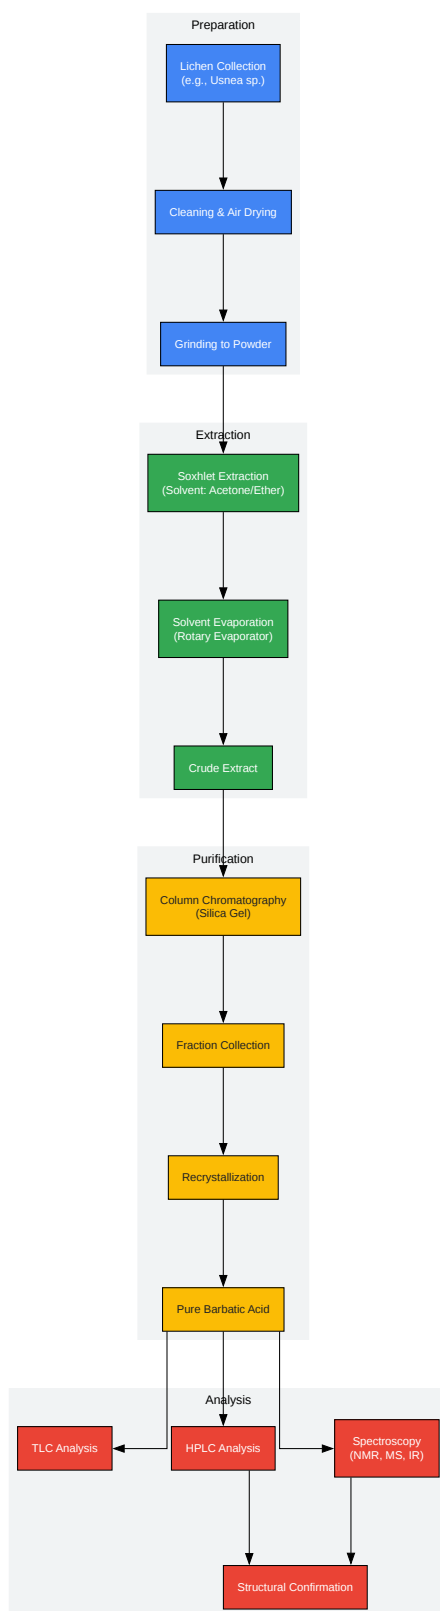 Preparation
Lichen Collection
(e.g., Usnea sp.)
Cleaning & Air Drying
Grinding to Powder
Extraction
Soxhlet Extraction
(Solvent: Acetone/Ether)
Solvent Evaporation
(Rotary Evaporator)
Crude Extract
Purification
Column Chromatography
(Silica Gel)
Fraction Collection
Recrystallization
Pure Barbatic Acid
Analysis
TLC Analysis
HPLC Analysis
Spectroscopy
(NMR, MS, IR)
Structural Confirmation